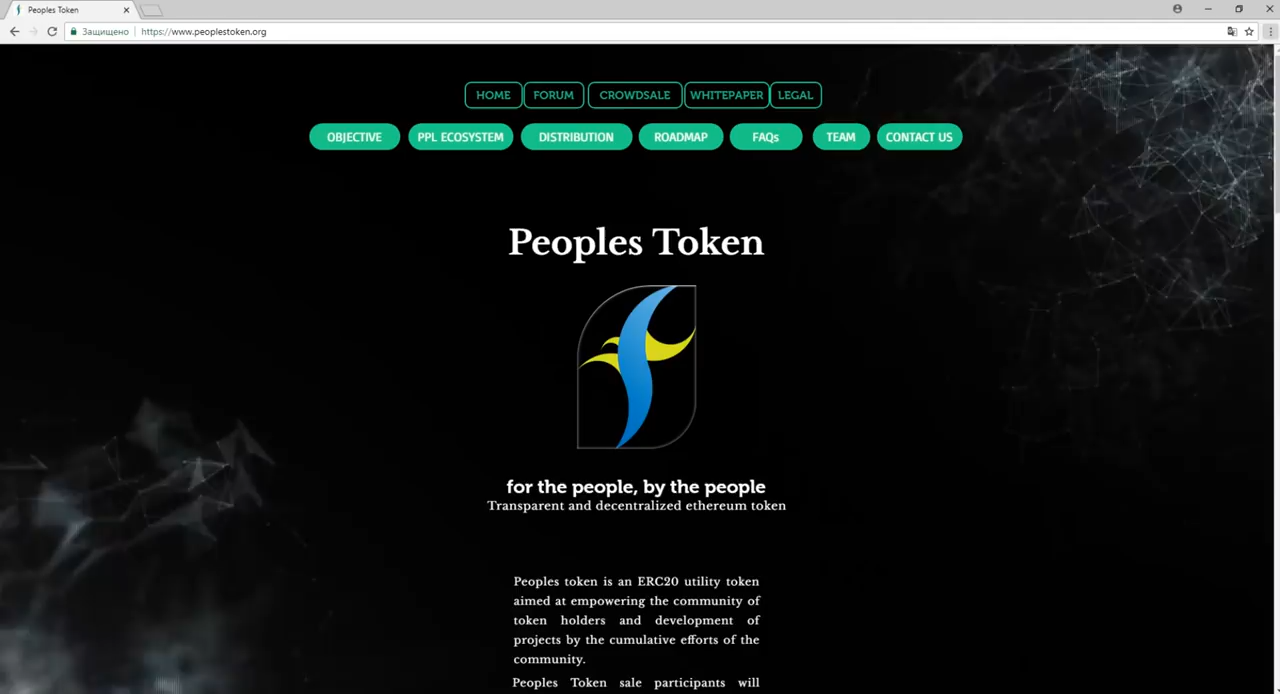 Peoples Token
Защищено
https://www.peoplestoken.org
HOME FORUM CROWDSALE WHITEPAPER LEGAL
OBJECTIVE PPL ECOSYSTEM DISTRIBUTION ROADMAP FAQs TEAM CONTACT US
Peoples Token
for the people, by the people
Transparent and decentralized ethereum token
Peoples token is an ERC20 utility token
aimed at empowering the community of
token holders and development of
projects by the cumulative efforts of the
community.
Peoples Token sale participants will